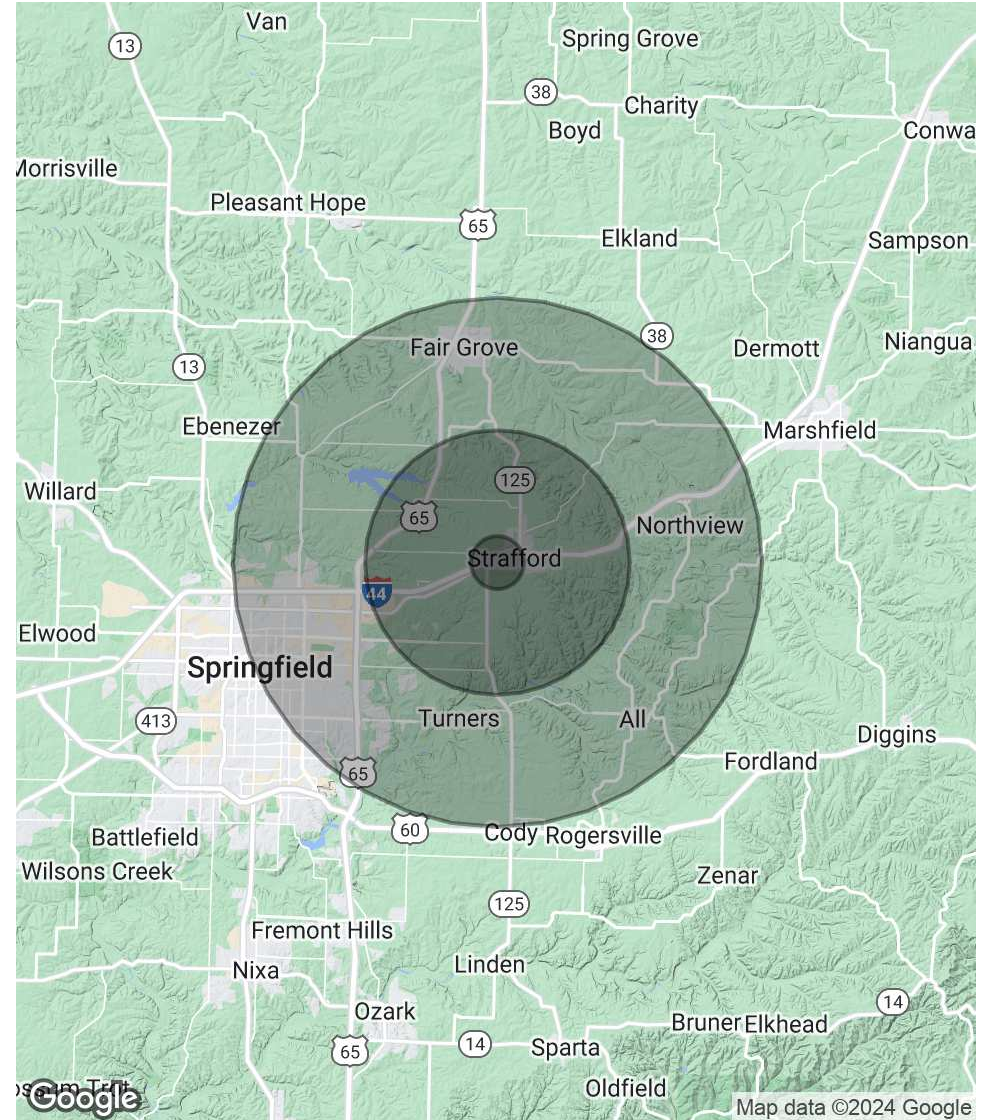 Van
13
Spring Grove
38
Charity
Boyd
Conwa
Morrisville
Pleasant Hope
65
Elkland
Sampson
38
Fair Grove
Dermott
Niangua
13
Ebenezer
Marshfield
125
Willard
65
Northview
Strafford
44
Elwood
Springfield
413
Turners
All
Diggins
Fordland
65
60
Cody
Rogersville
Battlefield
Wilsons Creek
Zenar
125
Fremont Hills
Linden
Nixa
14
Ozark
Bruner
Elkhead
65
14
Sparta
Oldfield
ossum Trot
Google
Map data ©2024 Google